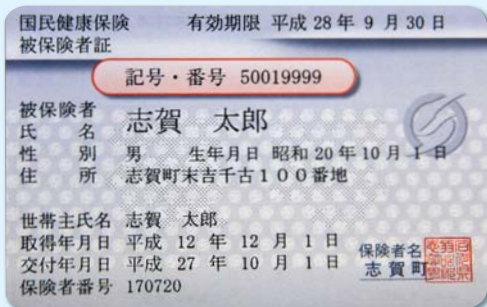 国民健康保険　　　有効期限 平成 28 年 9 月 30 日
被保険者証
記号・番号 50019999
被保険者
氏　　名　志賀　太郎
性　　別　男　　生年月日 昭和 20 年 10 月 1 日
住　　所　志賀町末吉千古１００番地
世帯主氏名 志賀　太郎
取得年月日 平成 12 年 12 月 1 日
交付年月日 平成 27 年 10 月 1 日
保険者番号 170720
保険者名
志 賀 町